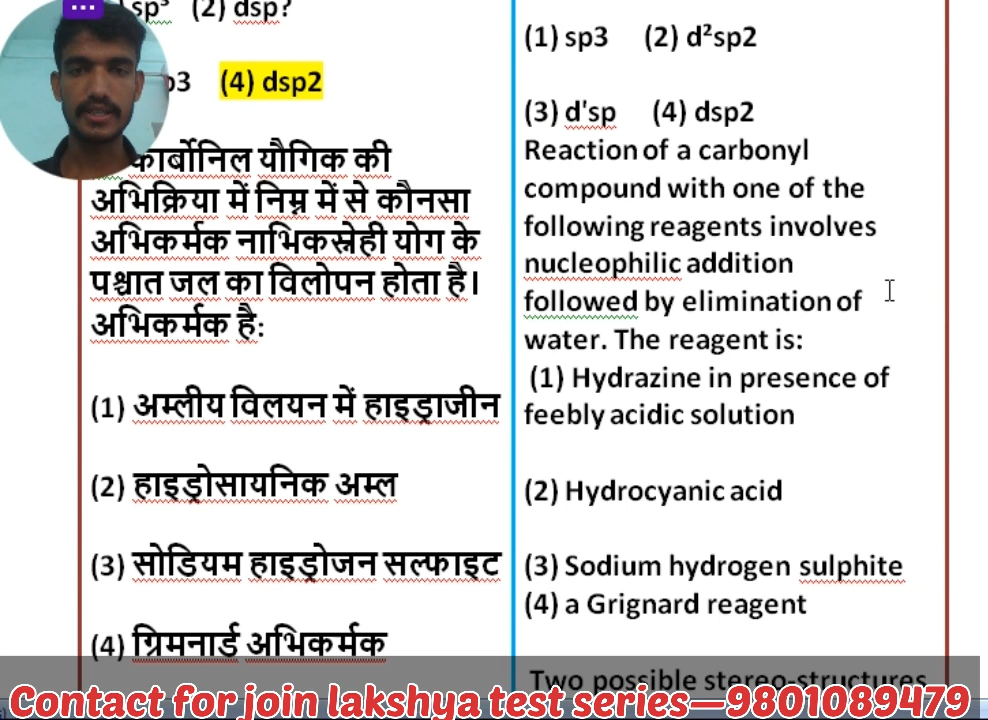 sp³ (2) dsp?
p3 (4) dsp2
कार्बोनिल यौगिक की
अभिक्रिया में निम्न में से कौनसा
अभिकर्मक नाभिकस्नेही योग के
पश्चात जल का विलोपन होता है।
अभिकर्मक है:
(1) अम्लीय विलयन में हाइड्राजीन
(2) हाइड्रोसायनिक अम्ल
(3) सोडियम हाइड्रोजन सल्फाइट
(4) ग्रिमनार्ड अभिकर्मक
(1) sp3 (2) d²sp2
(3) d'sp (4) dsp2
Reaction of a carbonyl
compound with one of the
following reagents involves
nucleophilic addition
followed by elimination of
water. The reagent is:
(1) Hydrazine in presence of
feebly acidic solution
(2) Hydrocyanic acid
(3) Sodium hydrogen sulphite
(4) a Grignard reagent
Two possible stereo-structures
Contact for join lakshya test series—9801089479